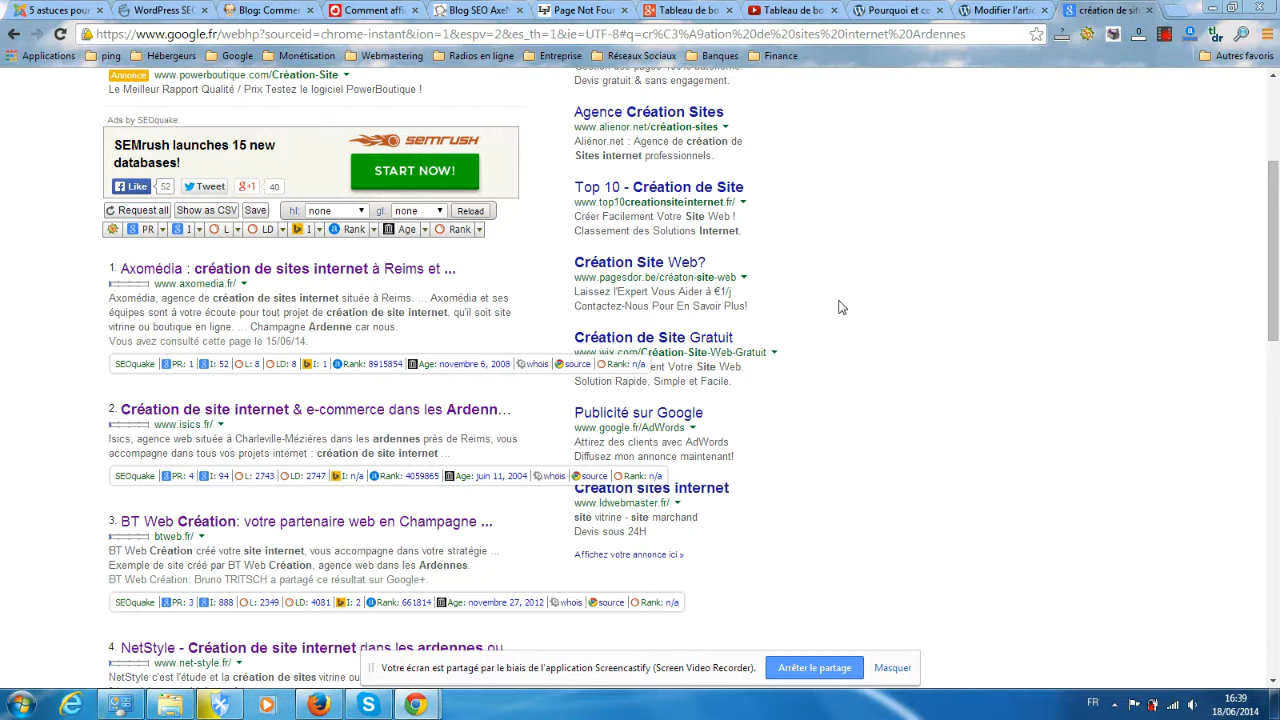 5 astuces pour
WordPress SEO
Blog: Comme
Comment affi
Blog SEO AxeN
Page Not Four
Tableau de bo
Tableau de bo
Pourquoi et co
Modifier l'artic
création de site
https://www.google.fr/webhp?sourceid=chrome-instant&ion=1&espv=2&es_th=1&ie=UTF-8#q=cr%C3%A9ation%20de%20sites%20internet%20Ardennes
Applications
ping
Hébergeurs
Google
Monétisation
Webmastering
Radios en ligne
Entreprise
Réseaux Sociaux
Banques
Finance
Autres favoris
Annonce www.powerboutique.com/Création-Site
Le Meilleur Rapport Qualité / Prix Testez le logiciel PowerBoutique !
Ads by SEOquake:
SEMrush launches 15 new
databases!
SEMRUSH
START NOW!
Like 52 Tweet +1 40
Request all Show as CSV Save hl: none gl: none Reload
PR I L LD I Rank Age Rank
1. Axomédia : création de sites internet à Reims et ...
www.axomedia.fr/
Axomédia, agence de création de sites internet située à Reims. ... Axomédia et ses
équipes sont à votre écoute pour tout projet de création de site internet, qu'il soit site
vitrine ou boutique en ligne. ... Champagne Ardenne car nous.
Vous avez consulté cette page le 15/06/14.
SEOquake PR: 1 I: 52 L: 8 LD: 8 I: 1 Rank: 8915854 Age: novembre 6, 2008 whois source Rank: n/a
2. Création de site internet & e-commerce dans les Ardenn...
www.isics.fr/
Isics, agence web située à Charleville-Mézières dans les ardennes près de Reims, vous
accompagne dans tous vos projets internet : création de site internet ...
SEOquake PR: 4 I: 94 L: 2743 LD: 2747 I: n/a Rank: 4059865 Age: juin 11, 2004 whois source Rank: n/a
3. BT Web Création: votre partenaire web en Champagne ...
btweb.fr/
BT Web Création créé votre site internet, vous accompagne dans votre stratégie ...
Exemple de site créé par BT Web Création, agence web dans les Ardennes.
BT Web Création: Bruno TRITSCH a partagé ce résultat sur Google+.
SEOquake PR: 3 I: 888 L: 2349 LD: 4081 I: 2 Rank: 661814 Age: novembre 27, 2012 whois source Rank: n/a
4. NetStyle - Création de site internet dans les ardennes ou
www.net-style.fr/
NetStyle c'est l'étude et la création de sites vitrine ou
Devis gratuit & sans engagement.
Agence Création Sites
www.alienor.net/création-sites
Aliénor.net : Agence de création de
Sites internet professionnels.
Top 10 - Création de Site
www.top10creationsiteinternet.fr/
Créer Facilement Votre Site Web !
Classement des Solutions Internet.
Création Site Web?
www.pagesdor.be/créaton-site-web
Laissez l'Expert Vous Aider à €1/j
Contactez-Nous Pour En Savoir Plus!
Création de Site Gratuit
www.wix.com/Création-Site-Web-Gratuit
ent Votre Site Web.
Solution Rapide, Simple et Facile.
Publicité sur Google
www.google.fr/AdWords
Attirez des clients avec AdWords
Diffusez mon annonce maintenant!
Création sites internet
www.ldwebmaster.fr/
site vitrine - site marchand
Devis sous 24H
Affichez votre annonce ici »
Votre écran est partagé par le biais de l'application Screencastify (Screen Video Recorder).
Arrêter le partage
Masquer
FR
16:39
18/06/2014